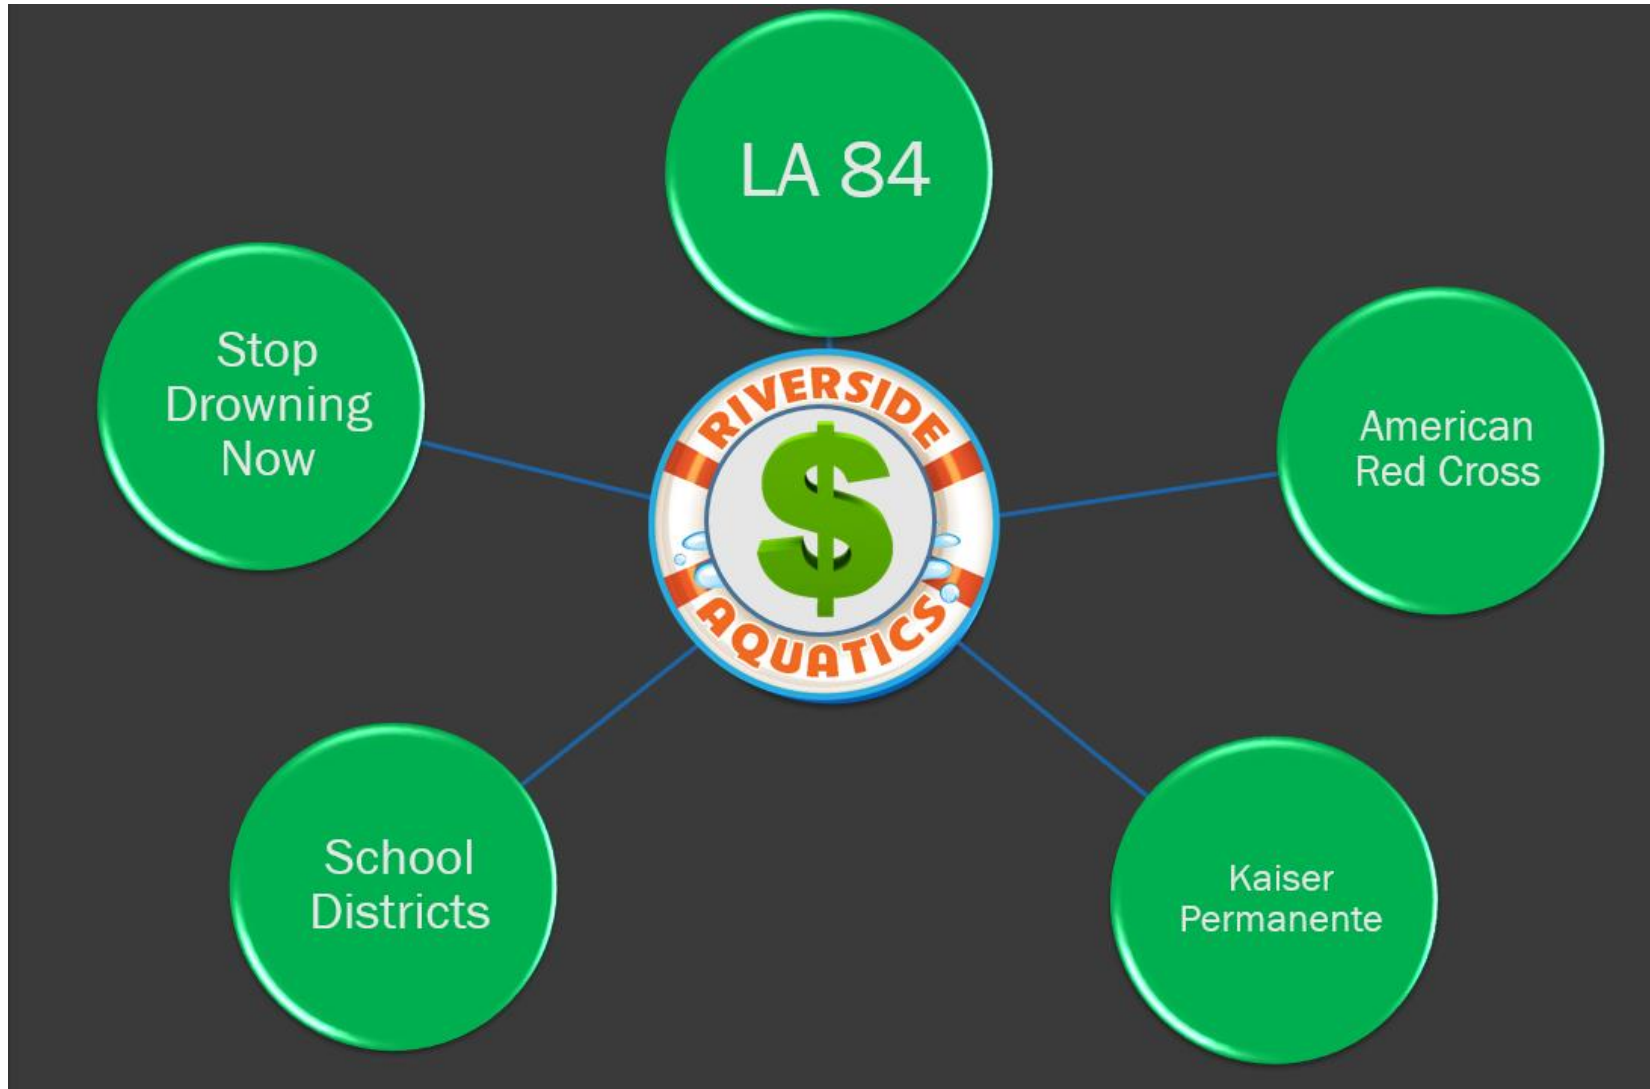 LA 84
Stop
Drowning
Now
American
Red Cross
RIVERSIDE
$
AQUATICS
School
Districts
Kaiser
Permanente